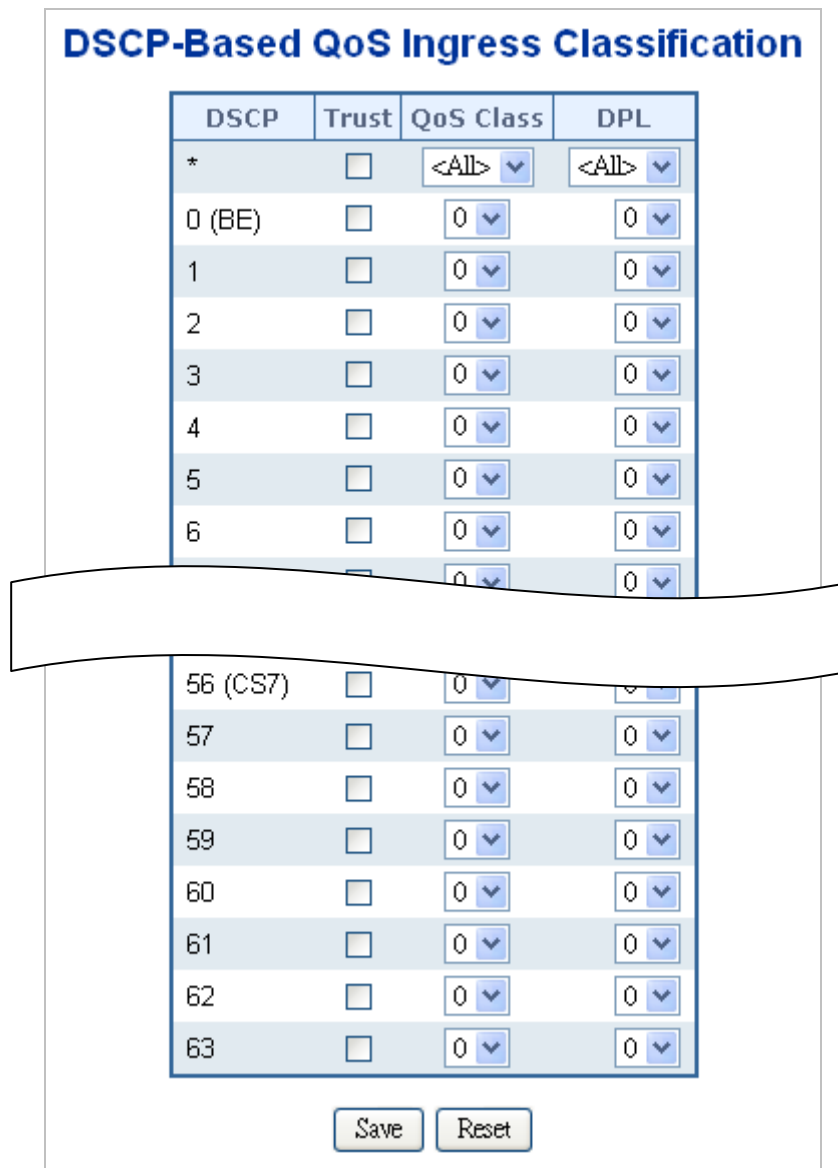 DSCP-Based QoS Ingress Classification
DSCP Trust QoS Class DPL
* <All> <All>
0 (BE) 0 0
1 0 0
2 0 0
3 0 0
4 0 0
5 0 0
6 0 0
0 0
56 (CS7) 0 0
57 0 0
58 0 0
59 0 0
60 0 0
61 0 0
62 0 0
63 0 0
Save Reset